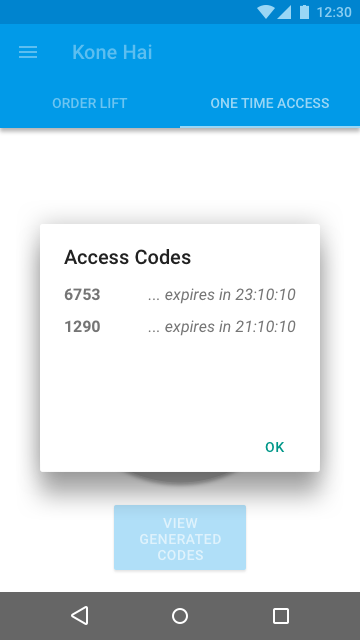 12:30
Kone Hai
ORDER LIFT
ONE TIME ACCESS
Access Codes
6753 ... expires in 23:10:10
1290 ... expires in 21:10:10
OK
VIEW
GENERATED
CODES